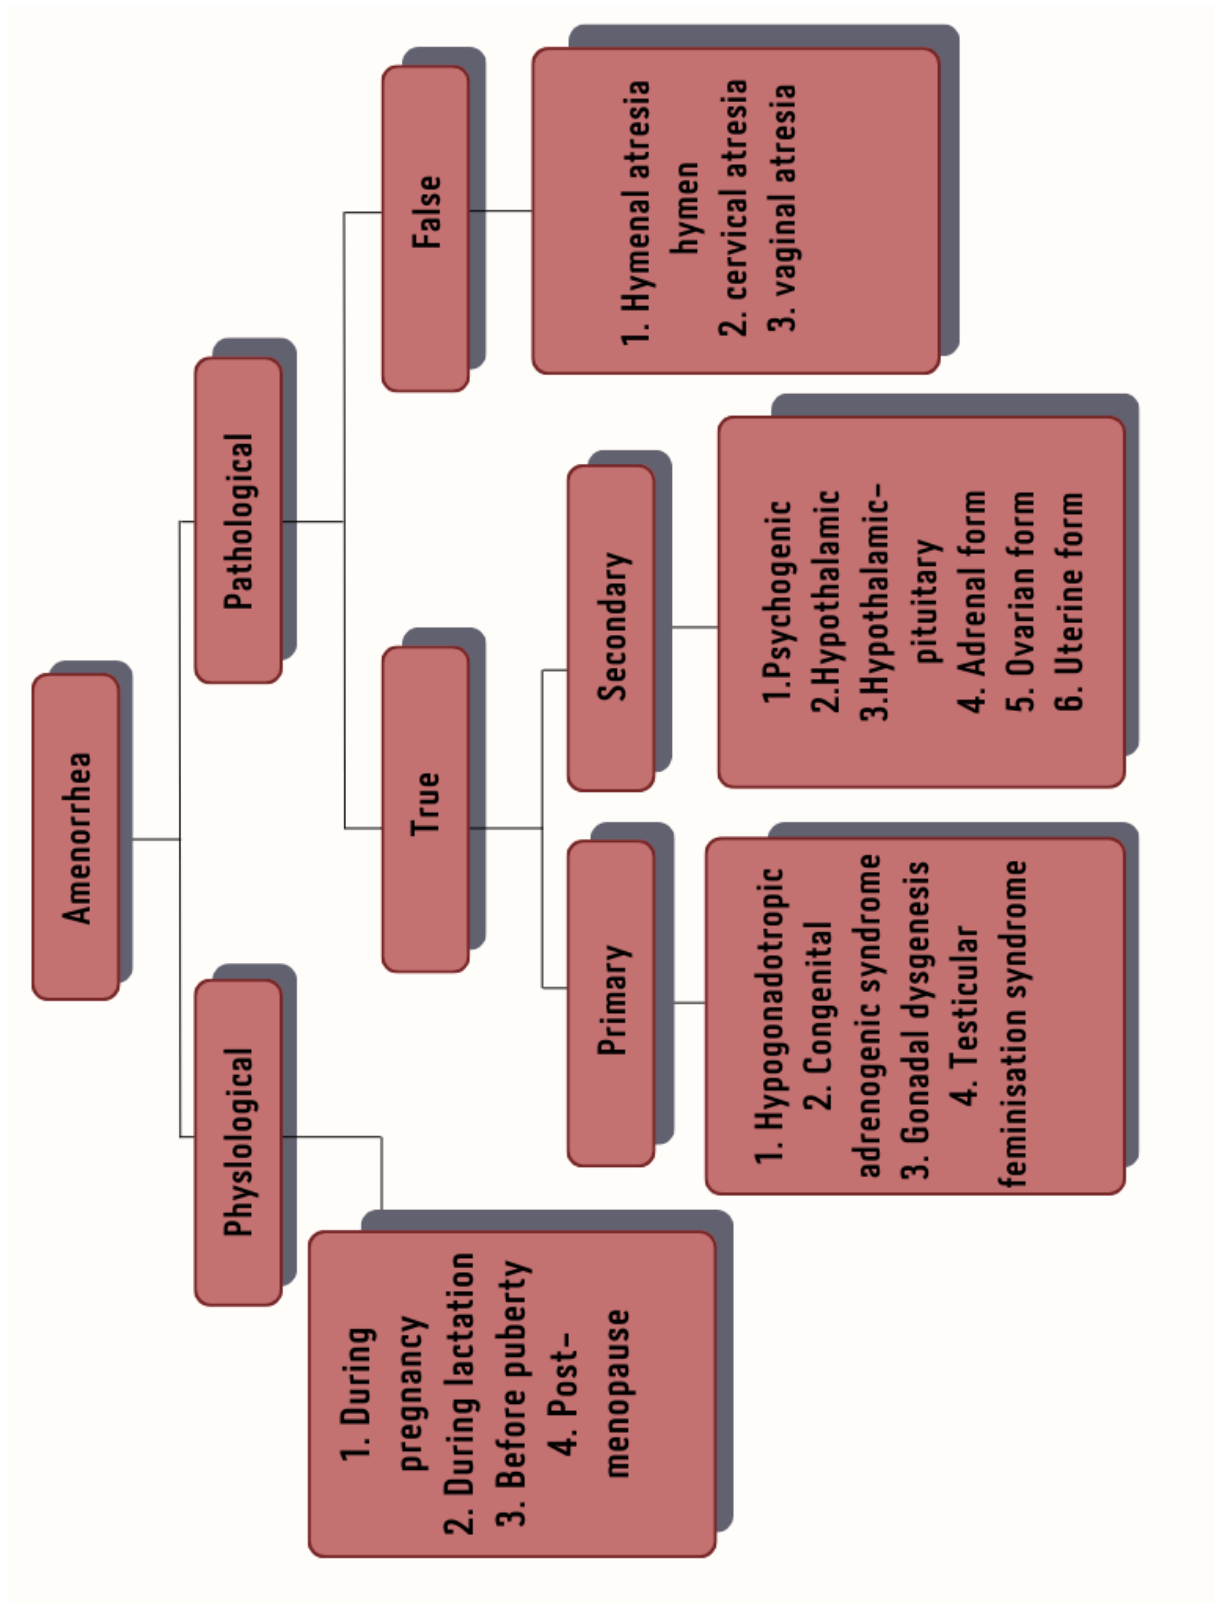 Amenorrhea
Physlological
Pathological
1. During
pregnancy
2. During lactation
3. Before puberty
4. Post-
menopause
True
False
Primary
Secondary
1. Hypogonadotropic
2. Congenital
adrenogenic syndrome
3. Gonadal dysgenesis
4. Testicular
feminisation syndrome
1.Psychogenic
2.Hypothalamic
3.Hypothalamic-
pituitary
4. Adrenal form
5. Ovarian form
6. Uterine form
1. Hymenal atresia
hymen
2. cervical atresia
3. vaginal atresia